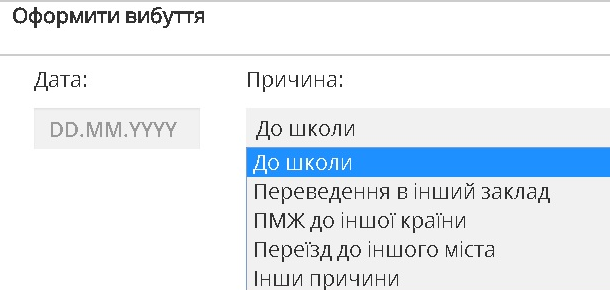 Оформити вибуття
Дата: Причина:
DD.MM.YYYY До школи
До школи
Переведення в інший заклад
ПМЖ до іншої країни
Переїзд до іншого міста
Інши причини